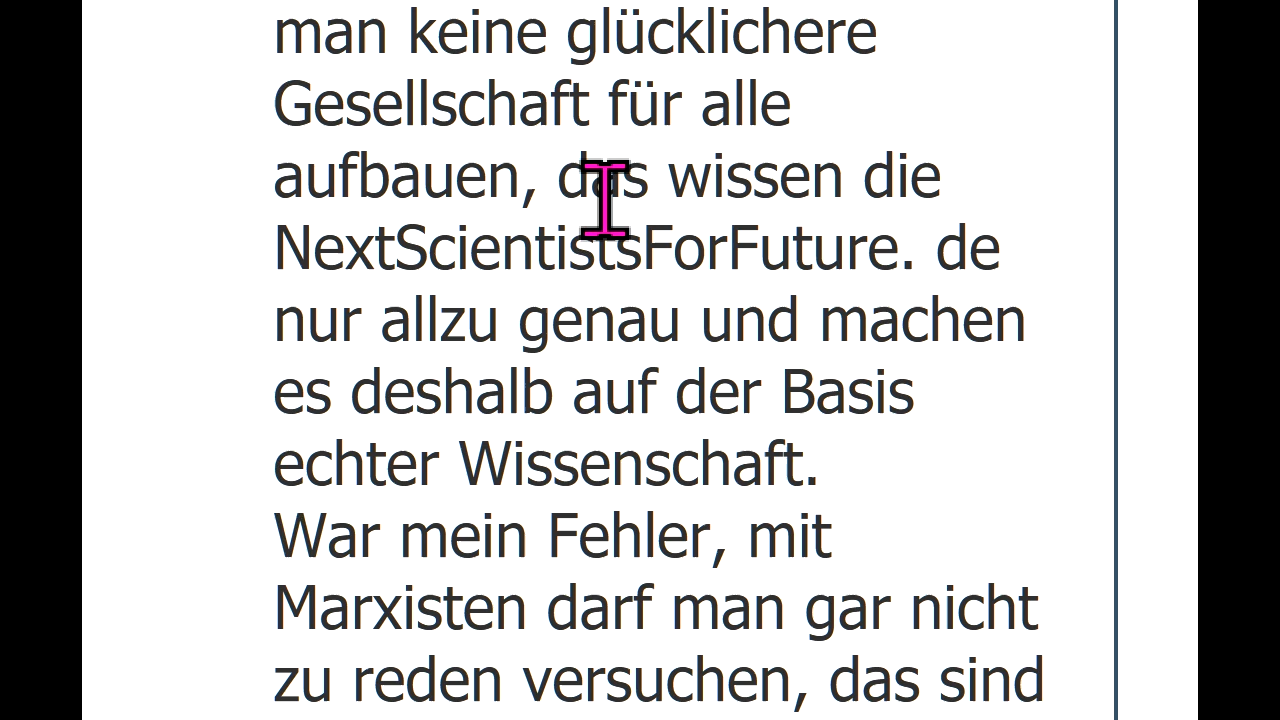 man keine glücklichere
Gesellschaft für alle
aufbauen, das wissen die
NextScientistsForFuture. de
nur allzu genau und machen
es deshalb auf der Basis
echter Wissenschaft.
War mein Fehler, mit
Marxisten darf man gar nicht
zu reden versuchen, das sind